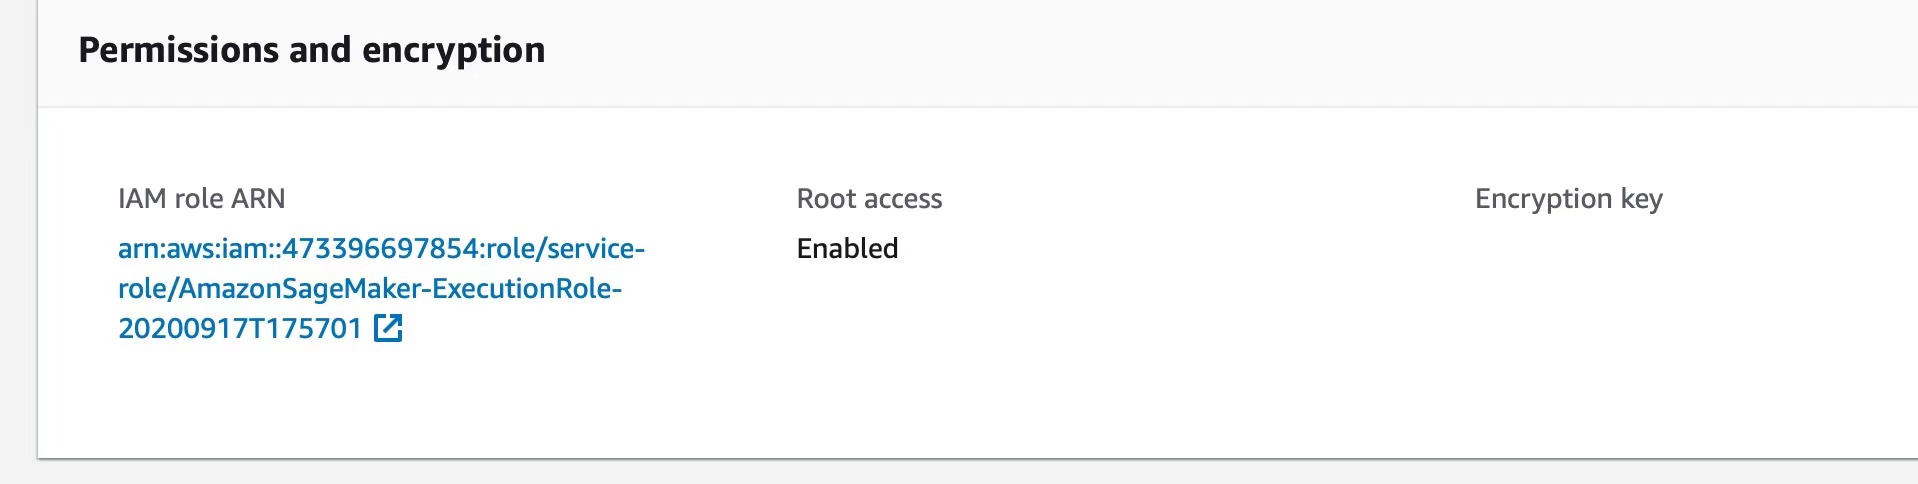 Permissions and encryption
IAM role ARN
arn:aws:iam::473396697854:role/service-
role/AmazonSageMaker-ExecutionRole-
20200917T175701
Root access
Enabled
Encryption key